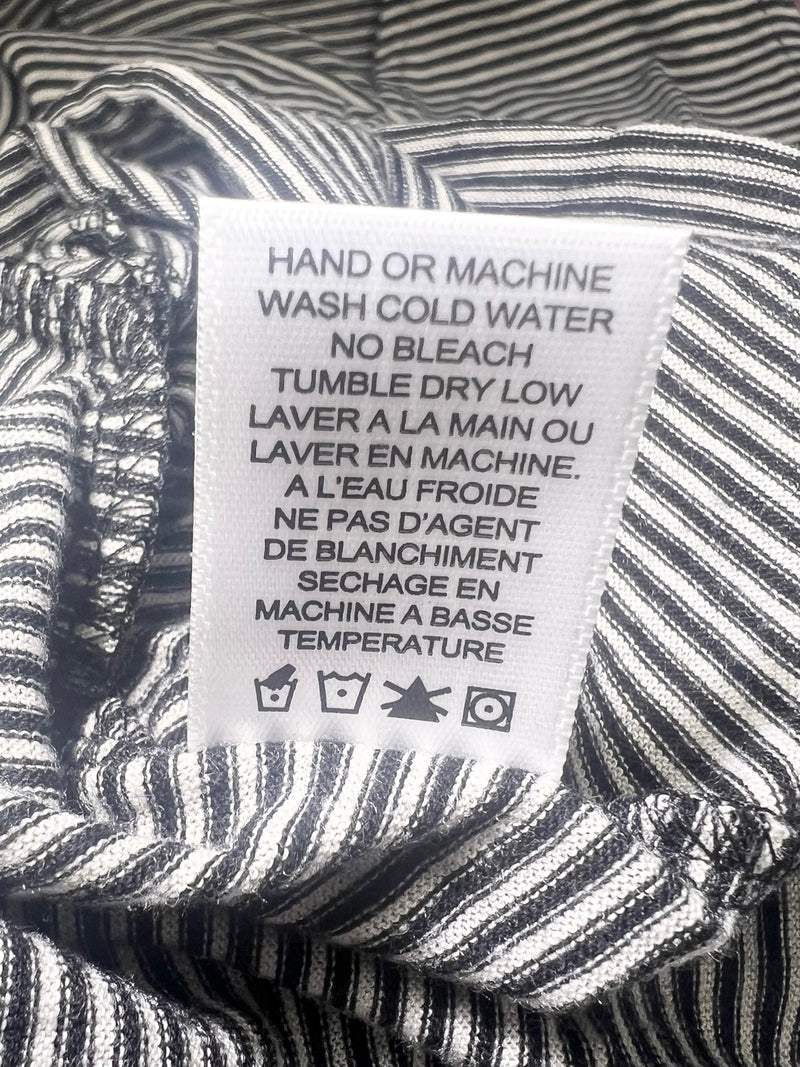 HAND OR MACHINE
WASH COLD WATER
NO BLEACH
TUMBLE DRY LOW
LAVER A LA MAIN OU
LAVER EN MACHINE.
A L'EAU FROIDE
NE PAS D'AGENT
DE BLANCHIMENT
SECHAGE EN
MACHINE A BASSE
TEMPERATURE